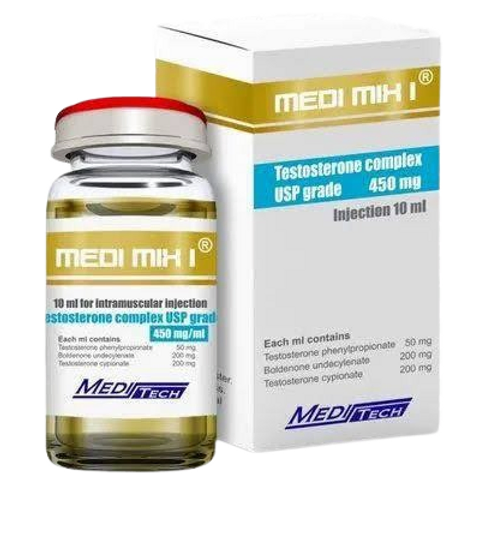 MEDI MIX I®
Testosterone complex
USP grade 450 mg
Injection 10 ml
Each ml contains
Testosterone phenylpropionate 50 mg
Boldenone undecylenate 200 mg
Testosterone cypionate 200 mg
MEDITECH
MEDI MIX I®
10 ml for intramuscular injection
estosterone complex USP grad
450 mg/ml
Each ml contains
Testosterone phenylpropionate 50 mg
Boldenone undecylenate 200 mg
Testosterone cypionate 200 mg
MEDITECH